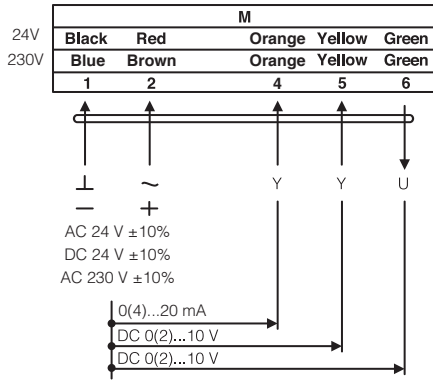 M
24V Black Red Orange Yellow Green
230V Blue Brown Orange Yellow Green
1 2 4 5 6
⊥ ~ Y Y U
− +
AC 24 V ±10%
DC 24 V ±10%
AC 230 V ±10%
0(4)...20 mA
DC 0(2)...10 V
DC 0(2)...10 V